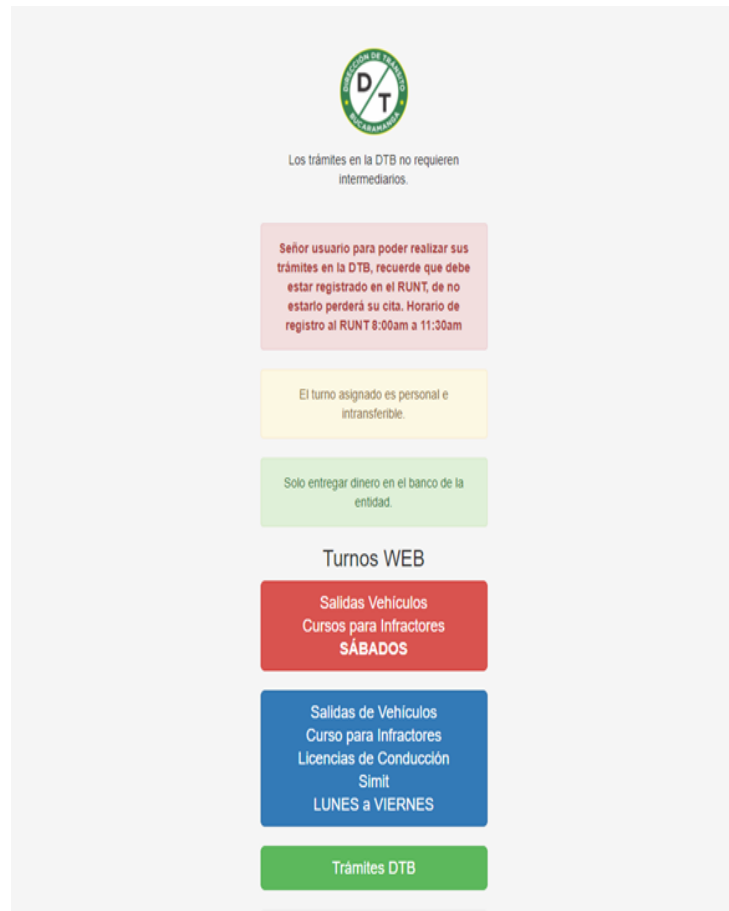 DIRECCIÓN DE TRÁNSITO
D
T
BUCARAMANGA
Los trámites en la DTB no requieren
intermediarios.
Señor usuario para poder realizar sus
trámites en la DTB, recuerde que debe
estar registrado en el RUNT, de no
estarlo perderá su cita. Horario de
registro al RUNT 8:00am a 11:30am
El turno asignado es personal e
intransferible.
Solo entregar dinero en el banco de la
entidad.
Turnos WEB
Salidas Vehículos
Cursos para Infractores
SÁBADOS
Salidas de Vehículos
Curso para Infractores
Licencias de Conducción
Simit
LUNES a VIERNES
Trámites DTB